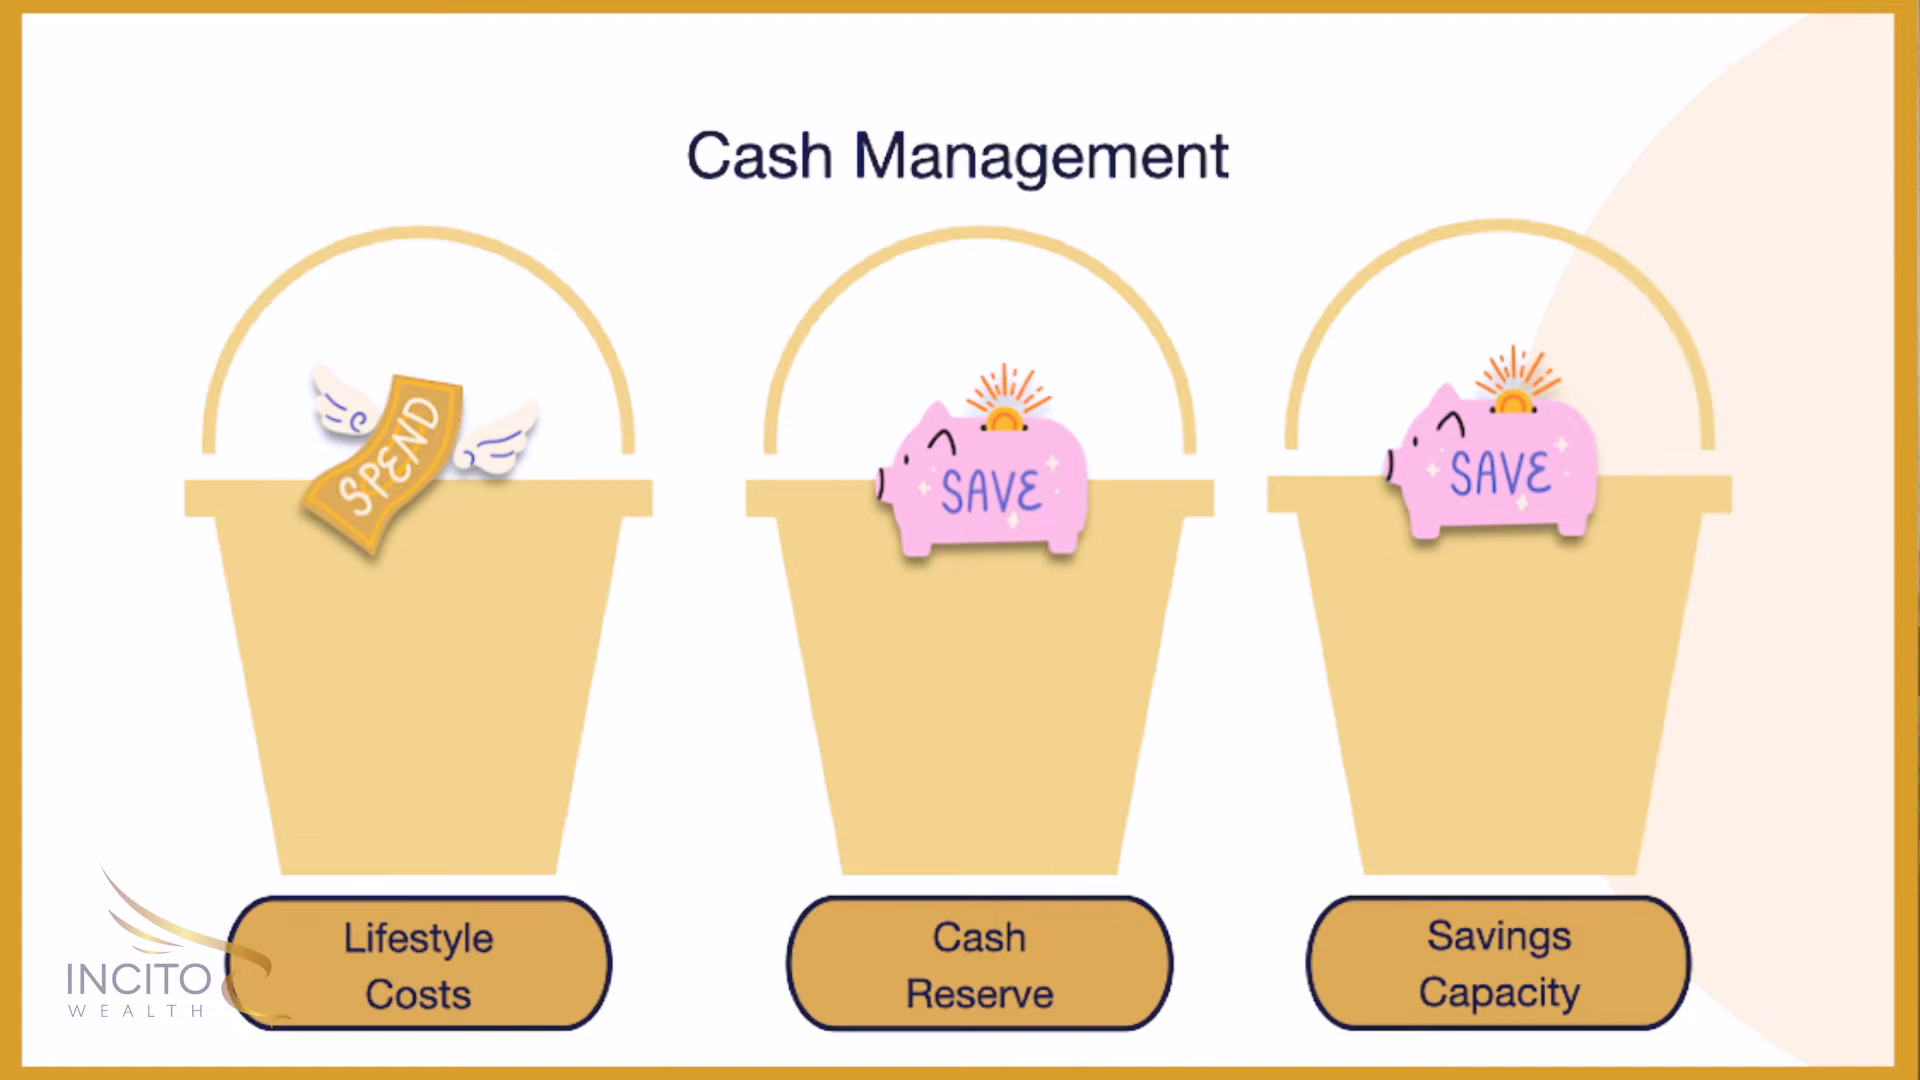 Cash Management
SPEND
SAVE
SAVE
Lifestyle
Costs
Cash
Reserve
Savings
Capacity
INCITO
WEALTH